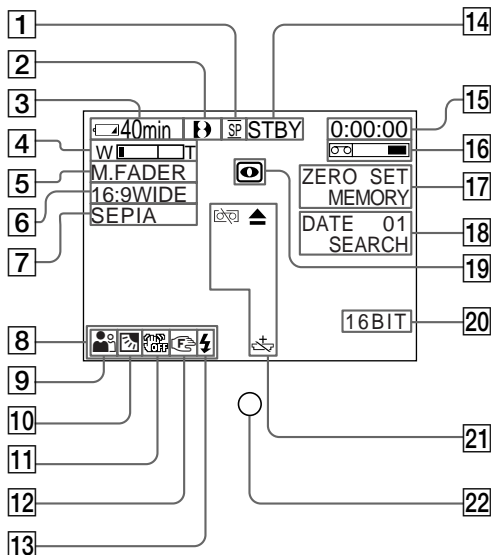 1
2
3
4
5
6
7
8
9
10
11
12
13
14
15
16
17
18
19
20
21
22
40min
SP
STBY
0:00:00
W T
M.FADER
16:9WIDE
SEPIA
ZERO SET
MEMORY
DATE 01
SEARCH
16BIT
OFF
F